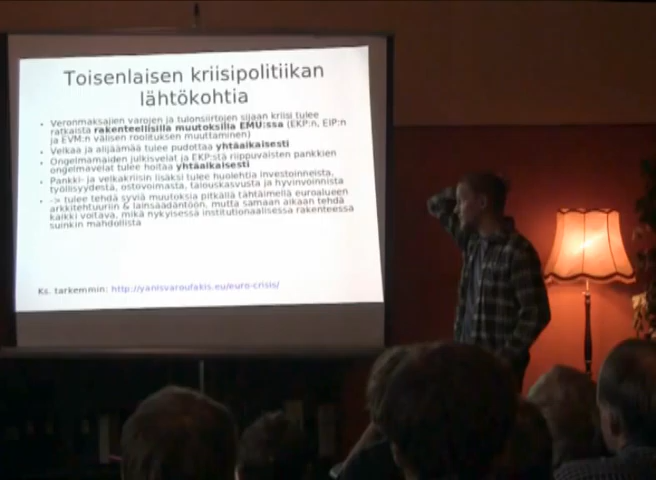 Toisenlaisen kriisipolitiikan
lähtökohtia
• Veronmaksajien varojen ja tulonsiirtojen sijaan kriisi tulee
ratkaista rakenteellisilla muutoksilla EMU:ssa (EKP:n, EIP:n
ja EVM:n välisen roolituksen muuttaminen)
• Velkaa ja alijäämää tulee pudottaa yhtäaikaisesti
• Ongelmamaiden julkisvelat ja EKP:stä riippuvaisten pankkien
ongelmavelat tulee hoitaa yhtäaikaisesti
• Pankki- ja velkakriisin lisäksi tulee huolehtia investoinneista,
työllisyydestä, ostovoimasta, talouskasvusta ja hyvinvoinnista
• -> tulee tehdä syviä muutoksia pitkällä tähtäimellä euroalueen
arkkitehtuuriin & lainsäädäntöön, mutta samaan aikaan tehdä
kaikki voitava, mikä nykyisessä institutionaalisessa rakenteessa
suinkin mahdollista
Ks. tarkemmin: http://yanisvaroufakis.eu/euro-crisis/